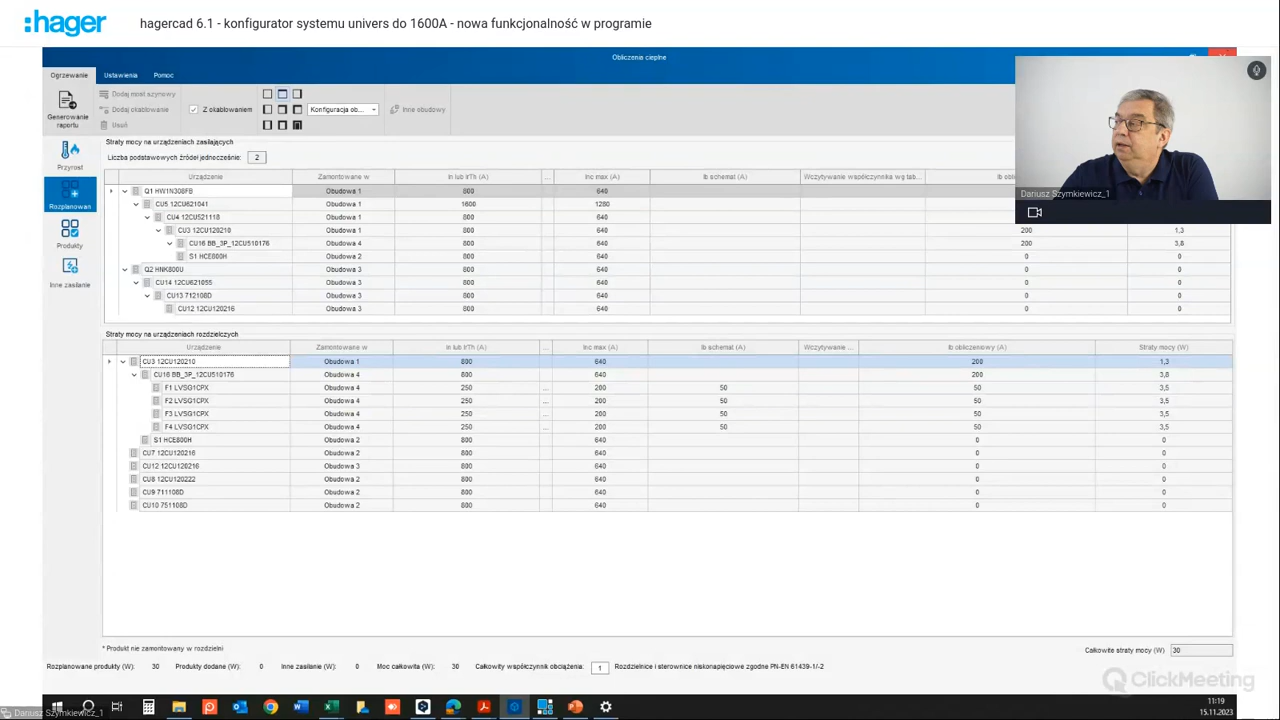 :hager
hagercad 6.1 - konfigurator systemu univers do 1600A - nowa funkcjonalność w programie
Obliczenia cieplne
Ogrzewanie Ustawienia Pomoc
Generowanie raportu
Dodaj most szynowy
Dodaj okablowanie
Usuń
Z okablowaniem
Konfiguracja ob...
Inne obudowy
Przyrost
Rozplanowan
Produkty
Inne zasilanie
Straty mocy na urządzeniach zasilających
Liczba podstawowych źródeł jednocześnie: 2
Urządzenie Zamontowane w In lub IrTh (A) ... Inc max (A) Ib schemat (A) Wczytywanie współczynnika wg tab... Ib obli
Q1 HW1N308FB Obudowa 1 800 640
CU5 12CU621041 Obudowa 1 1600 1280
CU4 12CU521118 Obudowa 1 800 640
CU3 12CU120210 Obudowa 1 800 640 200 1,3
CU16 BB_3P_12CU510176 Obudowa 4 800 640 200 3,8
S1 HCE800H Obudowa 2 800 640 0 0
Q2 HNK800U Obudowa 3 800 640 0 0
CU14 12CU621055 Obudowa 3 800 640 0 0
CU13 712108D Obudowa 3 800 640 0 0
CU12 12CU120216 Obudowa 3 800 640 0 0
Straty mocy na urządzeniach rozdzielczych
Urządzenie Zamontowane w In lub IrTh (A) ... Inc max (A) Ib schemat (A) Wczytywanie ... Ib obliczeniowy (A) Straty mocy (W)
CU3 12CU120210 Obudowa 1 800 640 200 1,3
CU16 BB_3P_12CU510176 Obudowa 4 800 640 200 3,8
F1 LVSG1CPX Obudowa 4 250 ... 200 50 50 3,5
F2 LVSG1CPX Obudowa 4 250 ... 200 50 50 3,5
F3 LVSG1CPX Obudowa 4 250 ... 200 50 50 3,5
F4 LVSG1CPX Obudowa 4 250 ... 200 50 50 3,5
S1 HCE800H Obudowa 2 800 640 0 0
CU7 12CU120216 Obudowa 2 800 640 0 0
CU12 12CU120216 Obudowa 3 800 640 0 0
CU8 12CU120222 Obudowa 2 800 640 0 0
CU9 711108D Obudowa 2 800 640 0 0
CU10 751108D Obudowa 2 800 640 0 0
* Produkt nie zamontowany w rozdzielni
Całkowite straty mocy (W) 30
Rozplanowane produkty (W): 30 Produkty dodane (W): 0 Inne zasilanie (W): 0 Moc całkowita (W): 30 Całkowity współczynnik obciążenia: 1 Rozdzielnice i sterownice niskonapięciowe zgodne PN-EN 61439-1/-2
Dariusz Szymkiewicz_1
ClickMeeting
Dariusz Szymkiewicz_1
11:19
15.11.2023